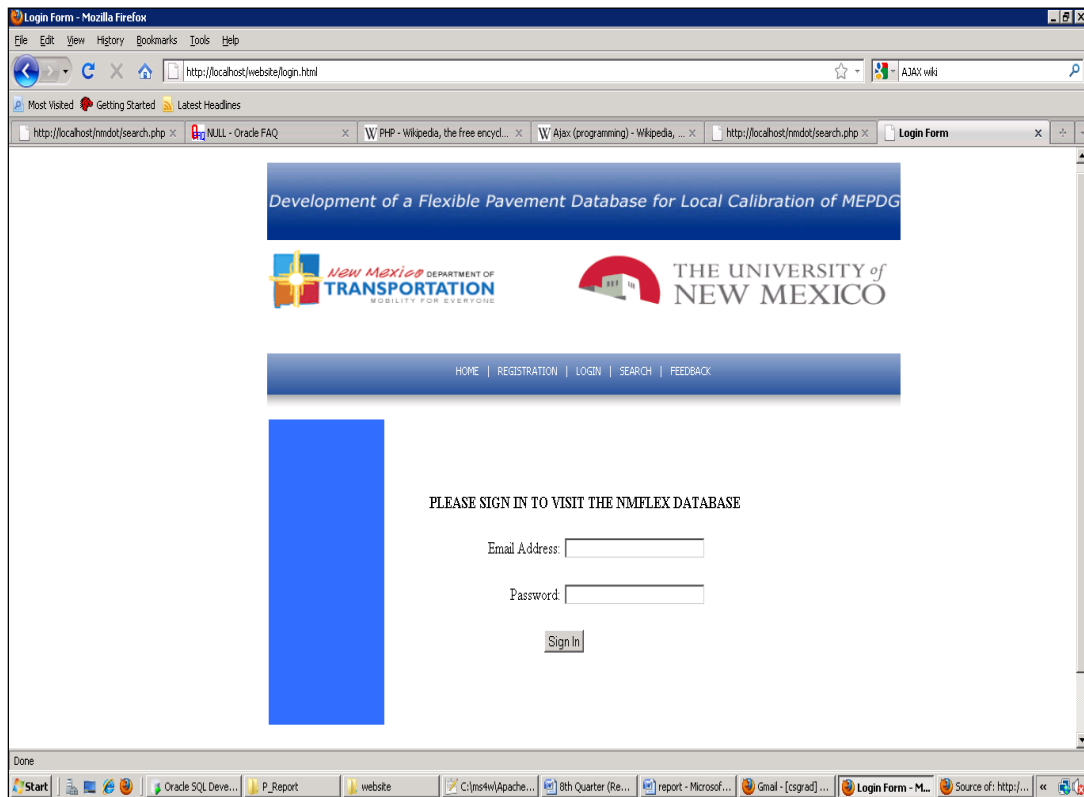 Login Form - Mozilla Firefox
File Edit View History Bookmarks Tools Help
http://localhost/website/login.html
AJAX wiki
Most Visited Getting Started Latest Headlines
http://localhost/nmdot/search.php NULL - Oracle FAQ PHP - Wikipedia, the free encycl... Ajax (programming) - Wikipedia, ... http://localhost/nmdot/search.php Login Form
Development of a Flexible Pavement Database for Local Calibration of MEPDG
New Mexico DEPARTMENT OF
TRANSPORTATION
MOBILITY FOR EVERYONE
THE UNIVERSITY of
NEW MEXICO
HOME | REGISTRATION | LOGIN | SEARCH | FEEDBACK
PLEASE SIGN IN TO VISIT THE NMFLEX DATABASE
Email Address:
Password:
Sign In
Done
Start Oracle SQL Deve... P_Report website C:\ms4w\Apache... 8th Quarter (Re... report - Microsof... Gmail - [csgrad] ... Login Form - M... Source of: http:/... «